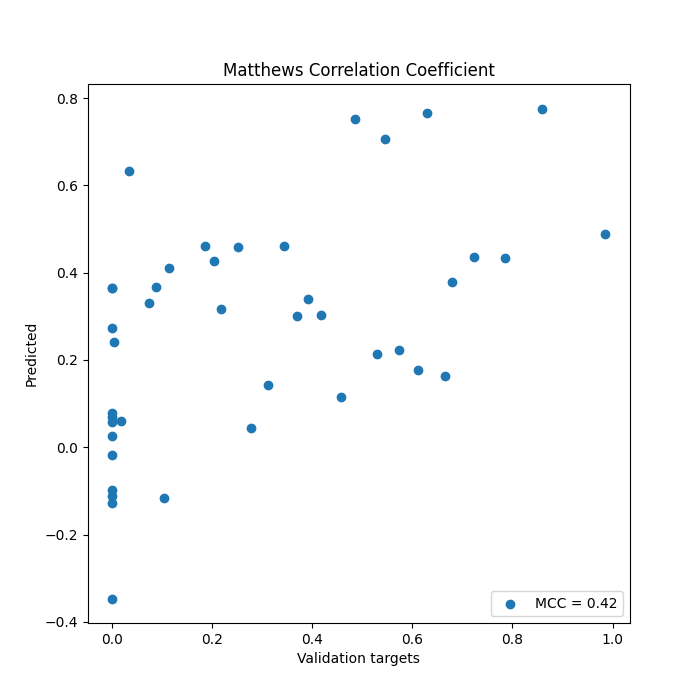 Matthews Correlation Coefficient
Predicted
0.8
0.6
0.4
0.2
0.0
−0.2
−0.4
MCC = 0.42
0.0 0.2 0.4 0.6 0.8 1.0
Validation targets